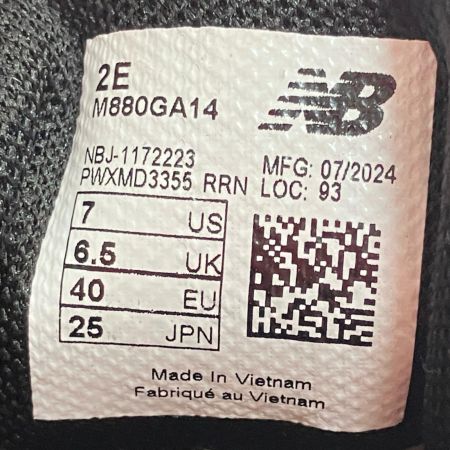 2E
M880GA14
NB
NBJ-1172223
PWXMD3355 RRN
MFG: 07/2024
LOC: 93
7 US
6.5 UK
40 EU
25 JPN
Made In Vietnam
Fabriqué au Vietnam